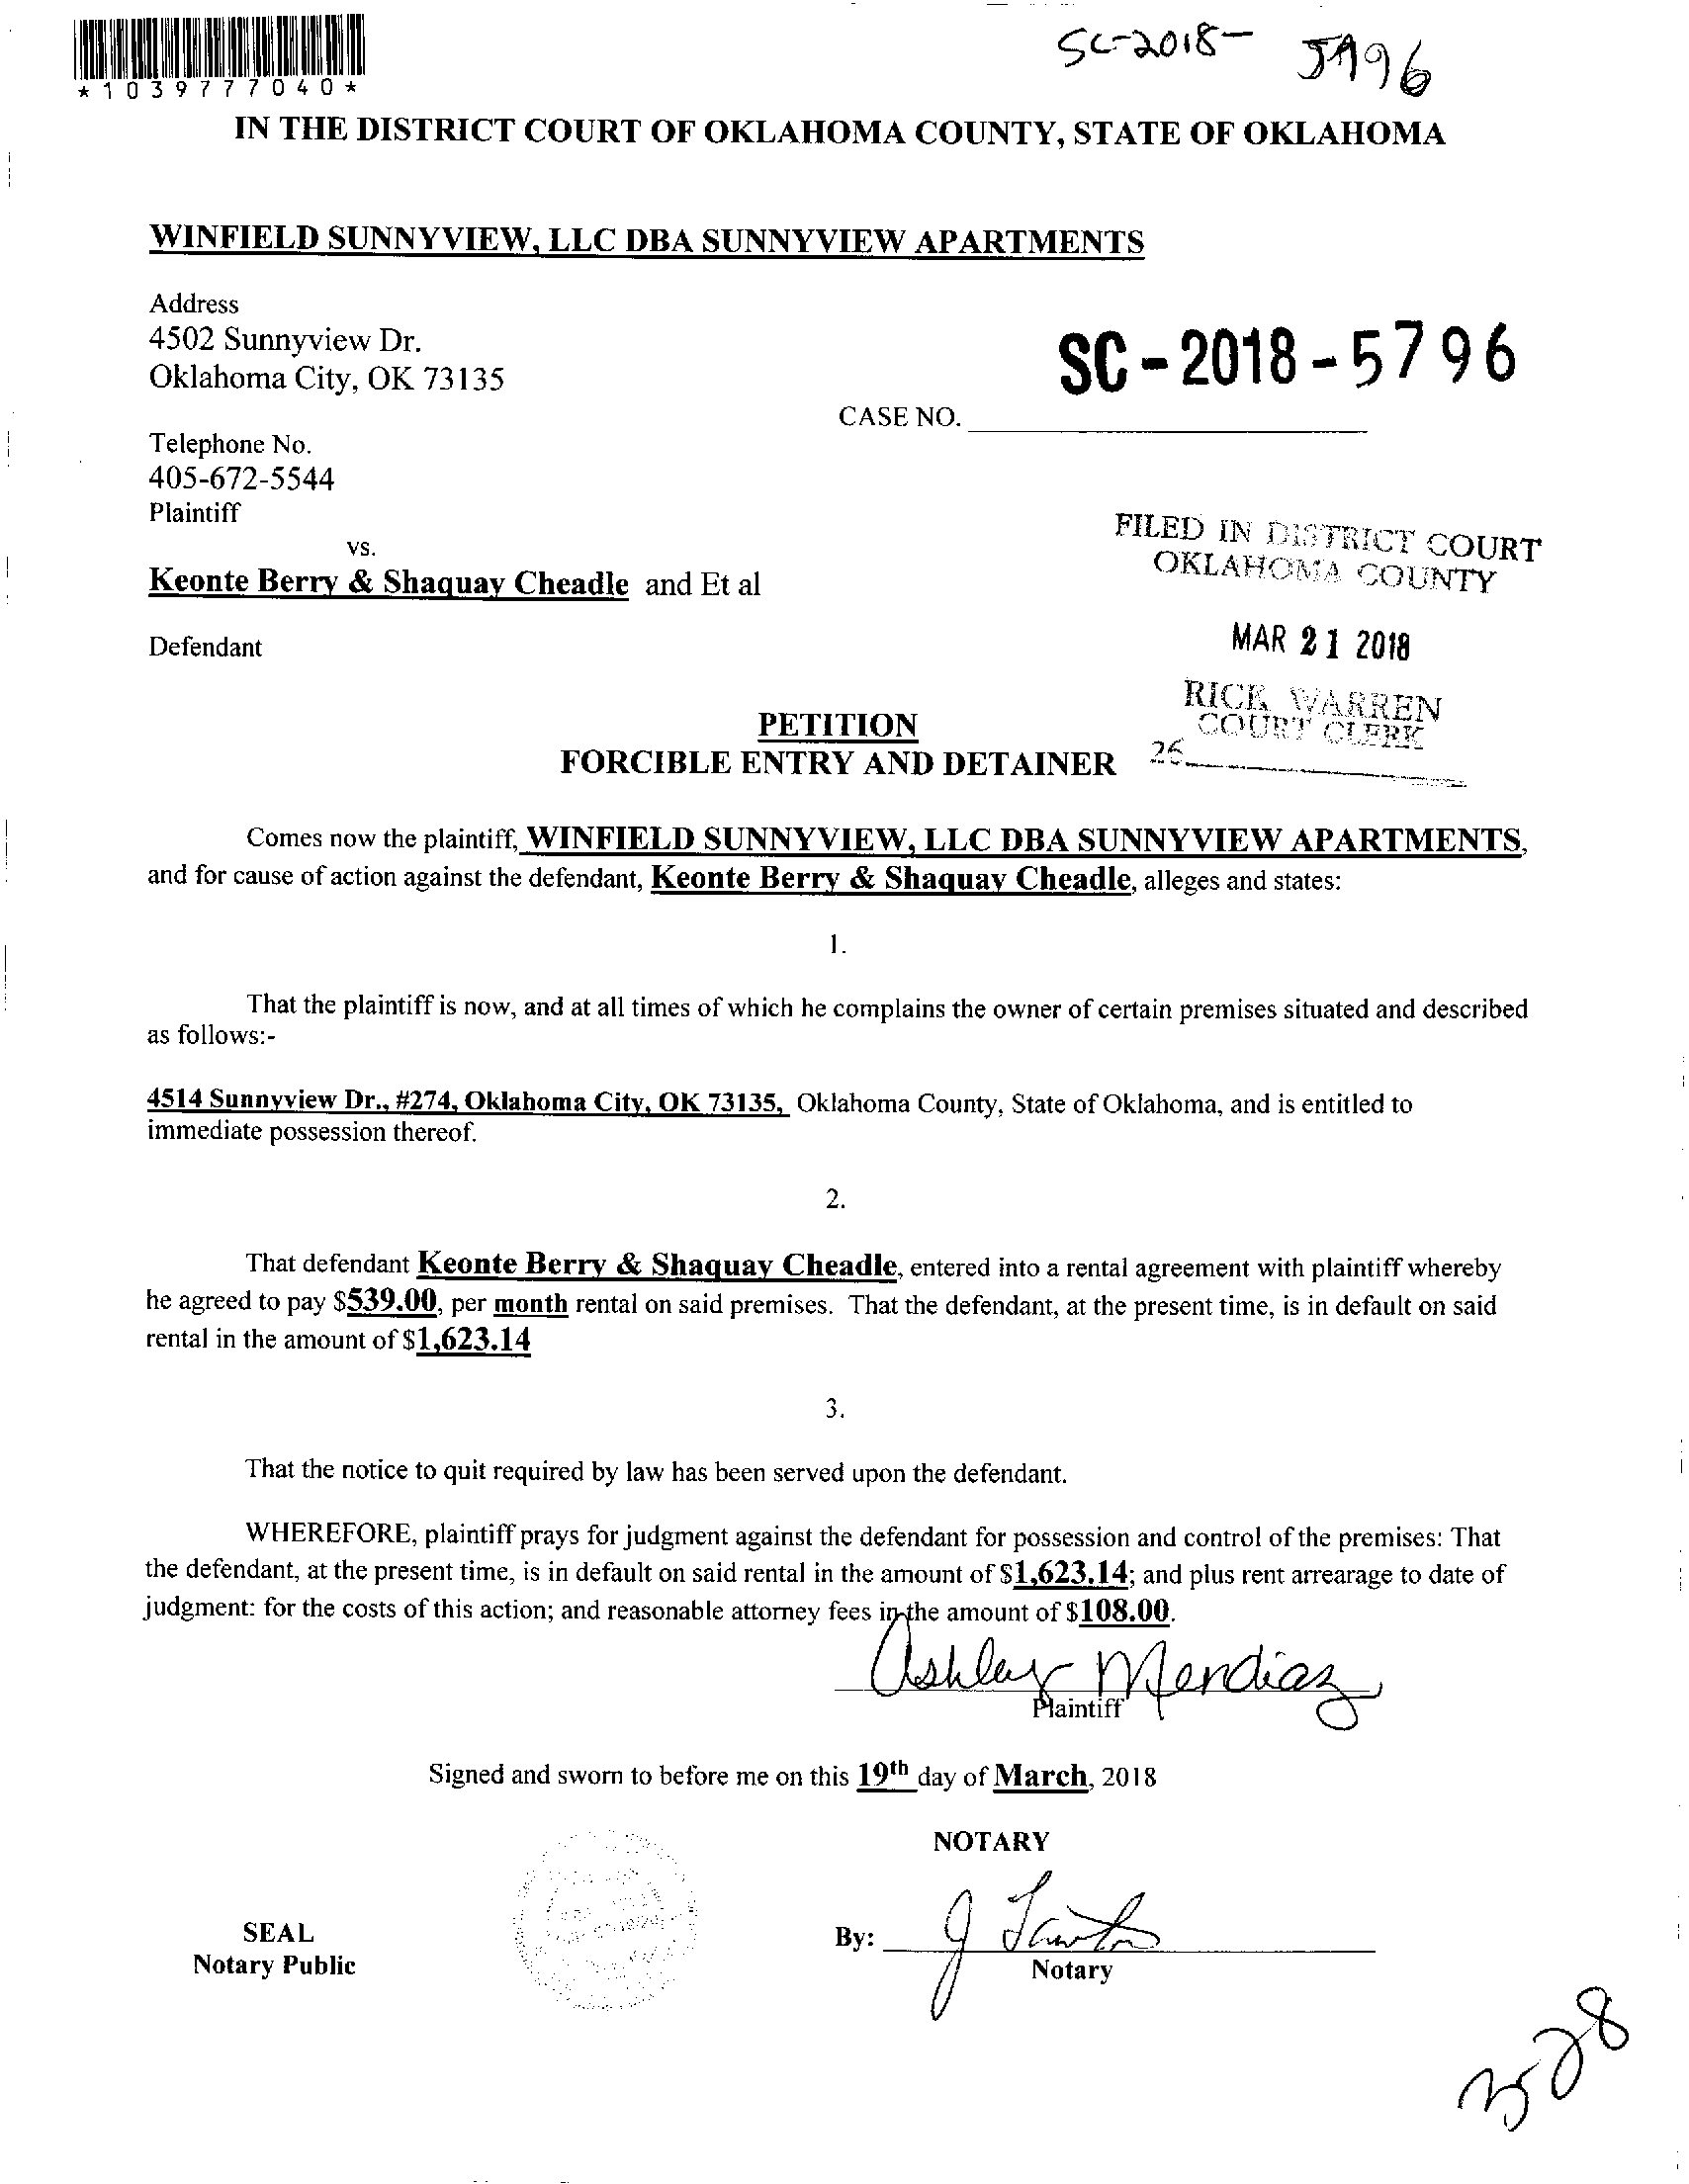 SC-2018- 5796
*1039777040*
IN THE DISTRICT COURT OF OKLAHOMA COUNTY, STATE OF OKLAHOMA
WINFIELD SUNNYVIEW, LLC DBA SUNNYVIEW APARTMENTS
Address
4502 Sunnyview Dr.
Oklahoma City, OK 73135
SC-2018-5796
CASE NO.
Telephone No.
405-672-5544
Plaintiff
vs.
Keonte Berry & Shaquay Cheadle and Et al
Defendant
FILED IN DISTRICT COURT
OKLAHOMA COUNTY
MAR 21 2018
RICK WARREN
COURT CLERK
26
PETITION
FORCIBLE ENTRY AND DETAINER
Comes now the plaintiff, WINFIELD SUNNYVIEW, LLC DBA SUNNYVIEW APARTMENTS,
and for cause of action against the defendant, Keonte Berry & Shaquay Cheadle, alleges and states:
1.
That the plaintiff is now, and at all times of which he complains the owner of certain premises situated and described
as follows:-
4514 Sunnyview Dr., #274, Oklahoma City, OK 73135, Oklahoma County, State of Oklahoma, and is entitled to
immediate possession thereof.
2.
That defendant Keonte Berry & Shaquay Cheadle, entered into a rental agreement with plaintiff whereby
he agreed to pay $539.00, per month rental on said premises. That the defendant, at the present time, is in default on said
rental in the amount of $1,623.14
3.
That the notice to quit required by law has been served upon the defendant.
WHEREFORE, plaintiff prays for judgment against the defendant for possession and control of the premises: That
the defendant, at the present time, is in default on said rental in the amount of $1,623.14; and plus rent arrearage to date of
judgment: for the costs of this action; and reasonable attorney fees in the amount of $108.00.
Ashley Mendiaz
Plaintiff
Signed and sworn to before me on this 19th day of March, 2018
NOTARY
SEAL
Notary Public
By: J
Notary
3-28